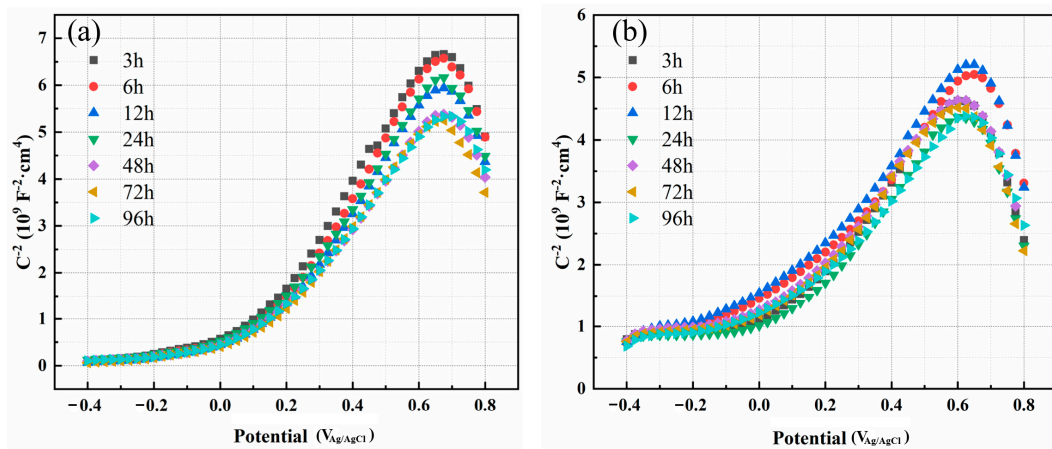 (a)
3h
6h
12h
24h
48h
72h
96h
C⁻² (10⁹ F⁻²·cm⁴)
7
6
5
4
3
2
1
0
−0.4 −0.2 0.0 0.2 0.4 0.6 0.8
Potential (V_Ag/AgCl)
(b)
3h
6h
12h
24h
48h
72h
96h
C⁻² (10⁹ F⁻²·cm⁴)
6
5
4
3
2
1
0
−0.4 −0.2 0.0 0.2 0.4 0.6 0.8
Potential (V_Ag/AgCl)